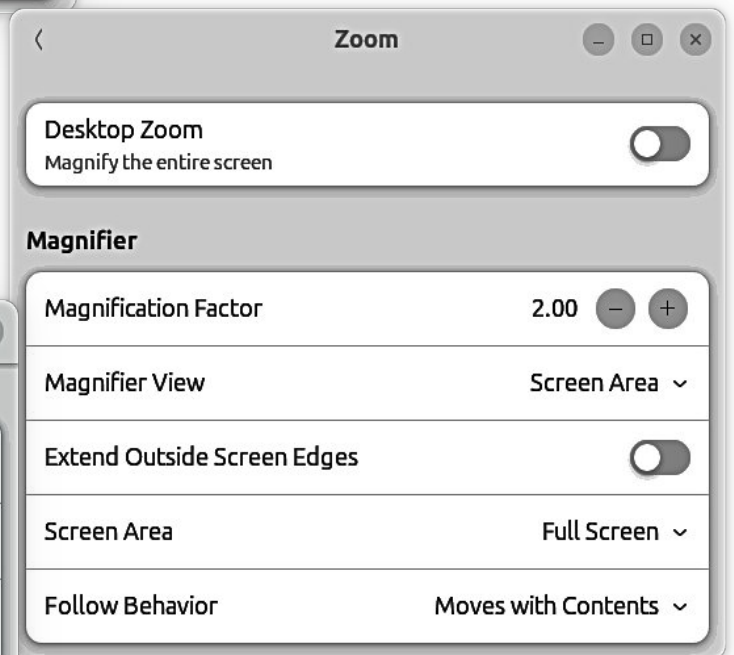 Zoom
Desktop Zoom
Magnify the entire screen
Magnifier
Magnification Factor 2.00 − +
Magnifier View Screen Area
Extend Outside Screen Edges
Screen Area Full Screen
Follow Behavior Moves with Contents